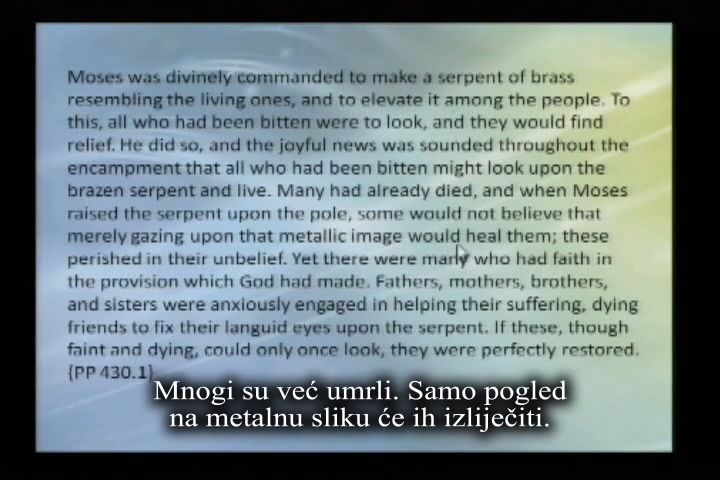 Moses was divinely commanded to make a serpent of brass
resembling the living ones, and to elevate it among the people. To
this, all who had been bitten were to look, and they would find
relief. He did so, and the joyful news was sounded throughout the
encampment that all who had been bitten might look upon the
brazen serpent and live. Many had already died, and when Moses
raised the serpent upon the pole, some would not believe that
merely gazing upon that metallic image would heal them; these
perished in their unbelief. Yet there were many who had faith in
the provision which God had made. Fathers, mothers, brothers,
and sisters were anxiously engaged in helping their suffering, dying
friends to fix their languid eyes upon the serpent. If these, though
faint and dying, could only once look, they were perfectly restored.
{PP 430.1}
Mnogi su već umrli. Samo pogled
na metalnu sliku će ih izliječiti.